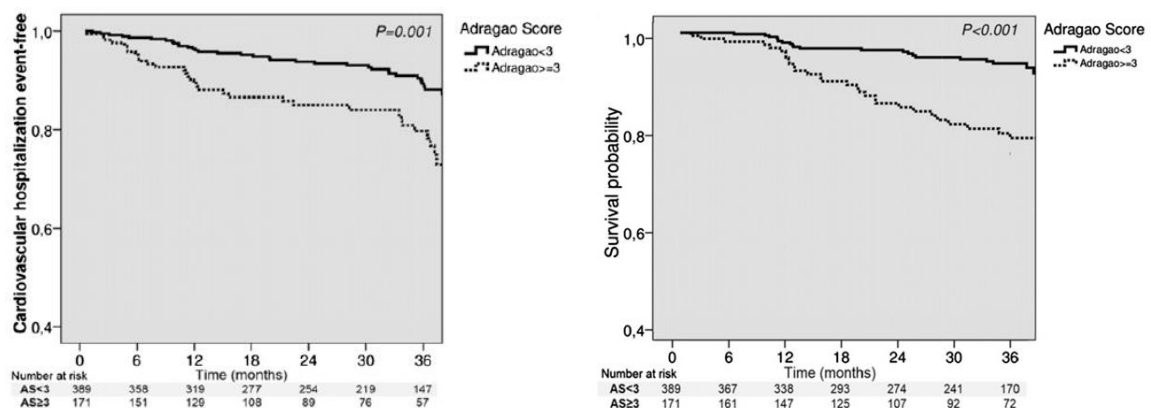 Cardiovascular hospitalization event-free
1,0
0,8
0,6
0,4
P=0.001
Adragao Score
Adragao<3
Adragao>=3
0 6 12 18 24 30 36
Time (months)
Number at risk
AS<3 389 358 319 277 254 219 147
AS≥3 171 151 129 108 89 76 57
Survival probability
1,0
0,8
0,6
0,4
P<0.001
Adragao Score
Adragao<3
Adragao>=3
0 6 12 18 24 30 36
Time (months)
Number at risk
AS<3 389 367 338 293 274 241 170
AS≥3 171 161 147 125 107 92 72